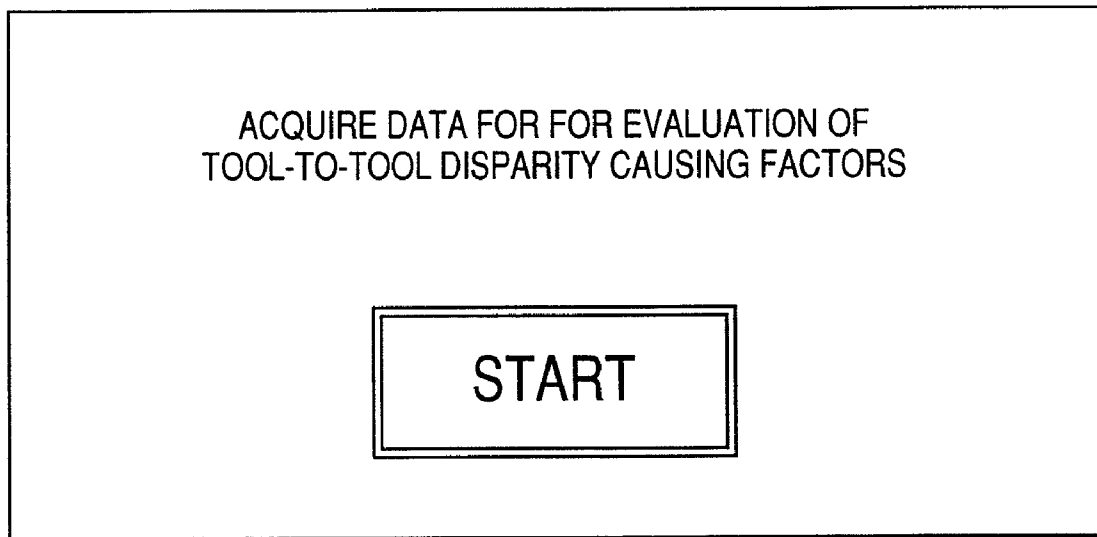 ACQUIRE DATA FOR FOR EVALUATION OF
TOOL-TO-TOOL DISPARITY CAUSING FACTORS
START